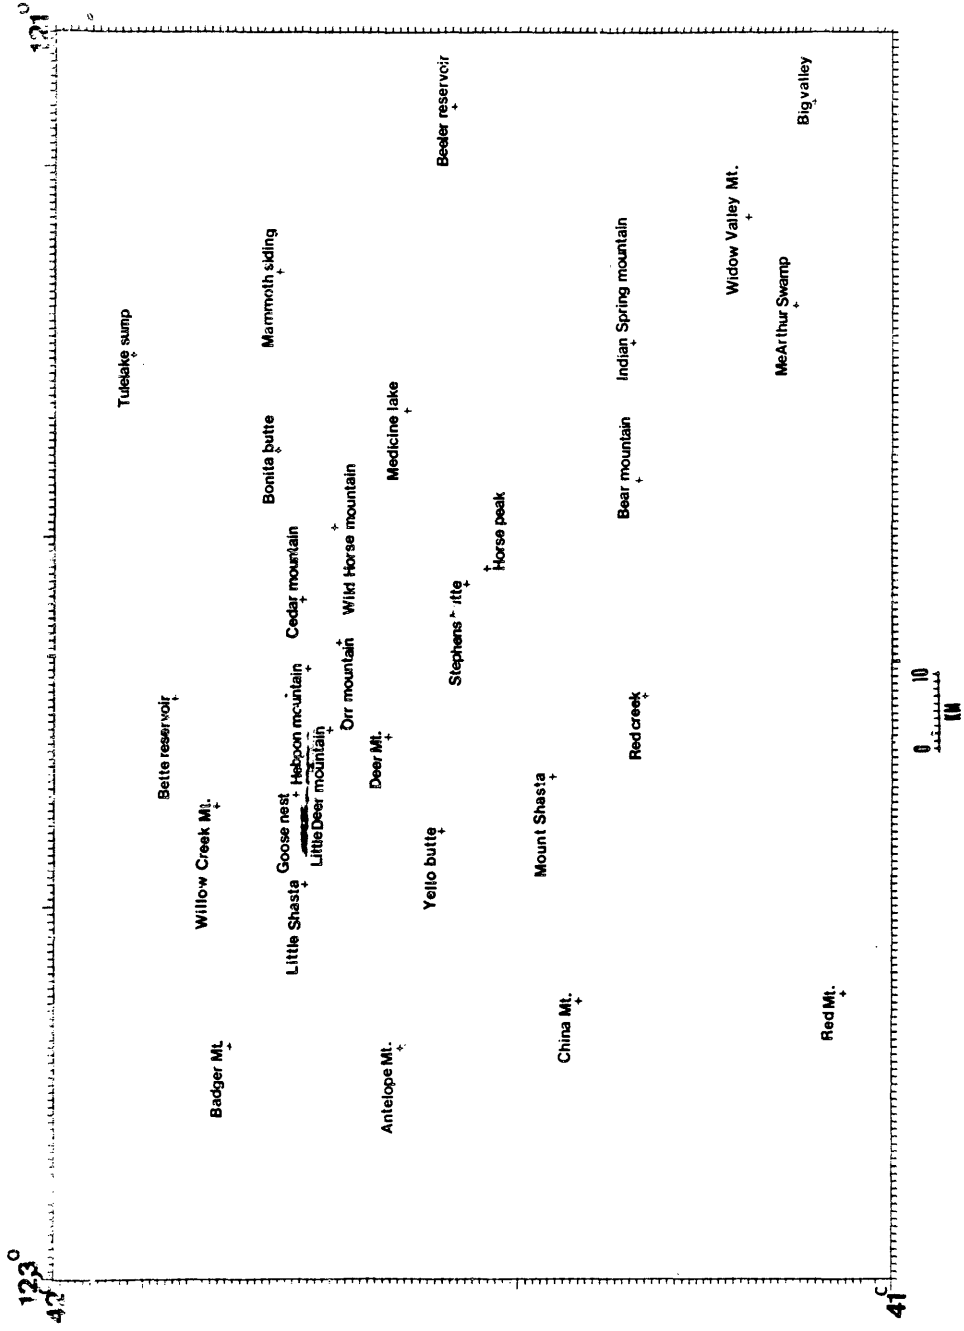 123°
42
121°
Tulelake sump
Bette reservoir
Willow Creek Mt.
Badger Mt.
Mammoth siding
Bonita butte
Cedar mountain
Hebpon mountain
Goose nest
Little Shasta
Little Deer mountain
Wild Horse mountain
Orr mountain
Deer Mt.
Antelope Mt.
Medicine lake
Beeler reservoir
Yello butte
Stephens
Horse peak
Mount Shasta
China Mt.
Indian Spring mountain
Bear mountain
Red creek
Widow Valley Mt.
MeArthur Swamp
Big valley
Red Mt.
41
0 10
KM